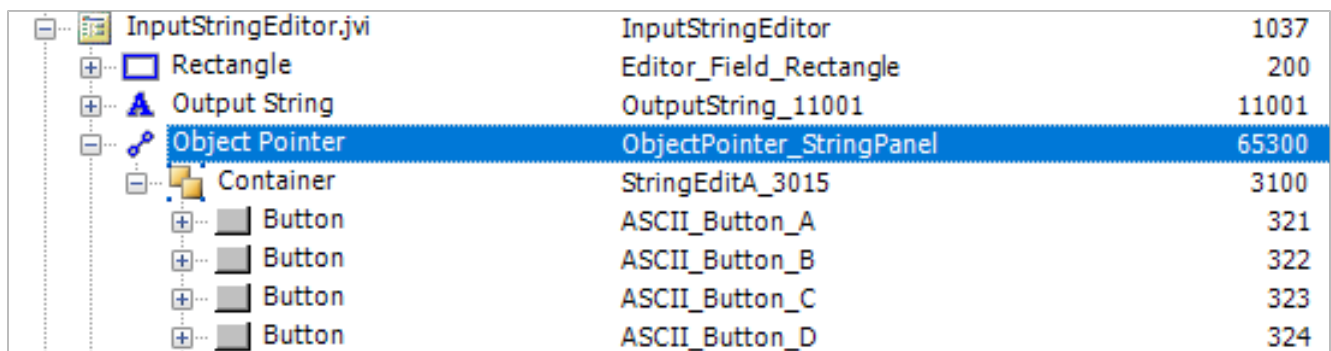 InputStringEditor.jvi InputStringEditor 1037
Rectangle Editor_Field_Rectangle 200
Output String OutputString_11001 11001
Object Pointer ObjectPointer_StringPanel 65300
Container StringEditA_3015 3100
Button ASCII_Button_A 321
Button ASCII_Button_B 322
Button ASCII_Button_C 323
Button ASCII_Button_D 324